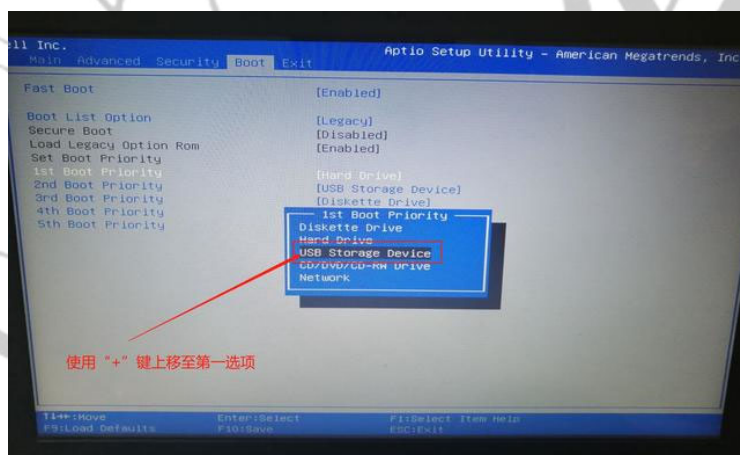 ell Inc.
Aptio Setup Utility - American Megatrends, Inc
Main Advanced Security Boot Exit
Fast Boot [Enabled]
Boot List Option [Legacy]
Secure Boot [Disabled]
Load Legacy Option Rom [Enabled]
Set Boot Priority
1st Boot Priority [Hard Drive]
2nd Boot Priority [USB Storage Device]
3rd Boot Priority [Diskette Drive]
4th Boot Priority
5th Boot Priority
1st Boot Priority
Diskette Drive
Hard Drive
USB Storage Device
CD/DVD/CD-RW Drive
Network
使用“+”键上移至第一选项
↑↓←→:Move Enter:Select F1:Select Item Help
F9:Load Defaults F10:Save ESC:Exit